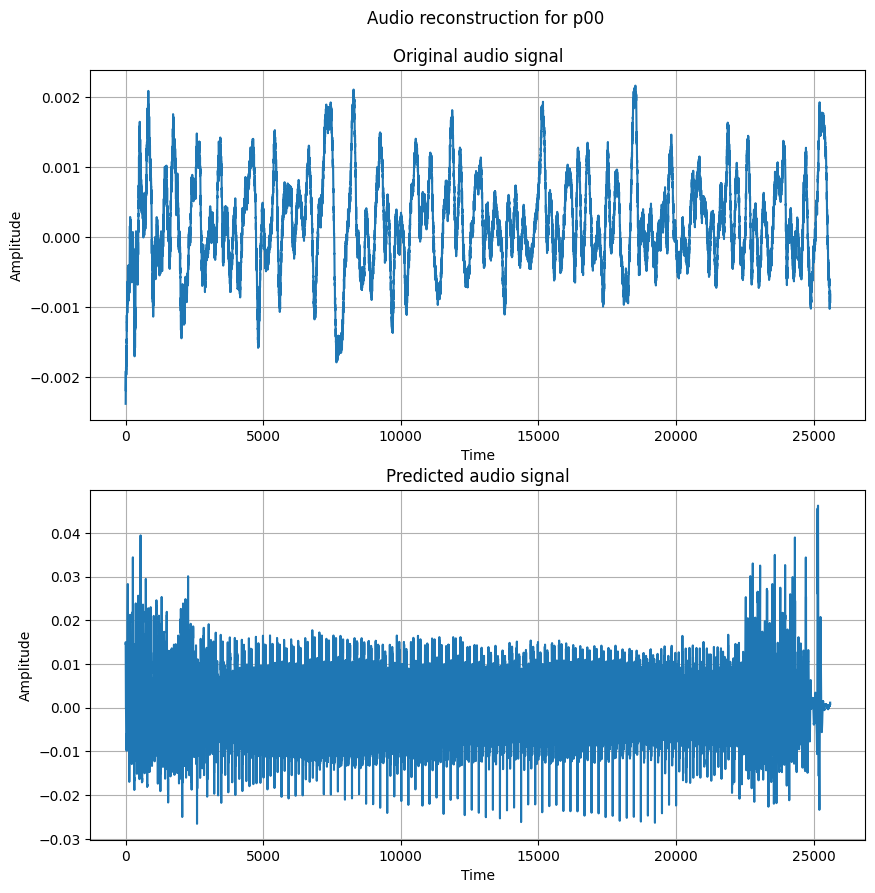 Audio reconstruction for p00
Original audio signal
0.002
0.001
0.000
−0.001
−0.002
Amplitude
0 5000 10000 15000 20000 25000
Time
Predicted audio signal
0.04
0.03
0.02
0.01
0.00
−0.01
−0.02
−0.03
Amplitude
0 5000 10000 15000 20000 25000
Time